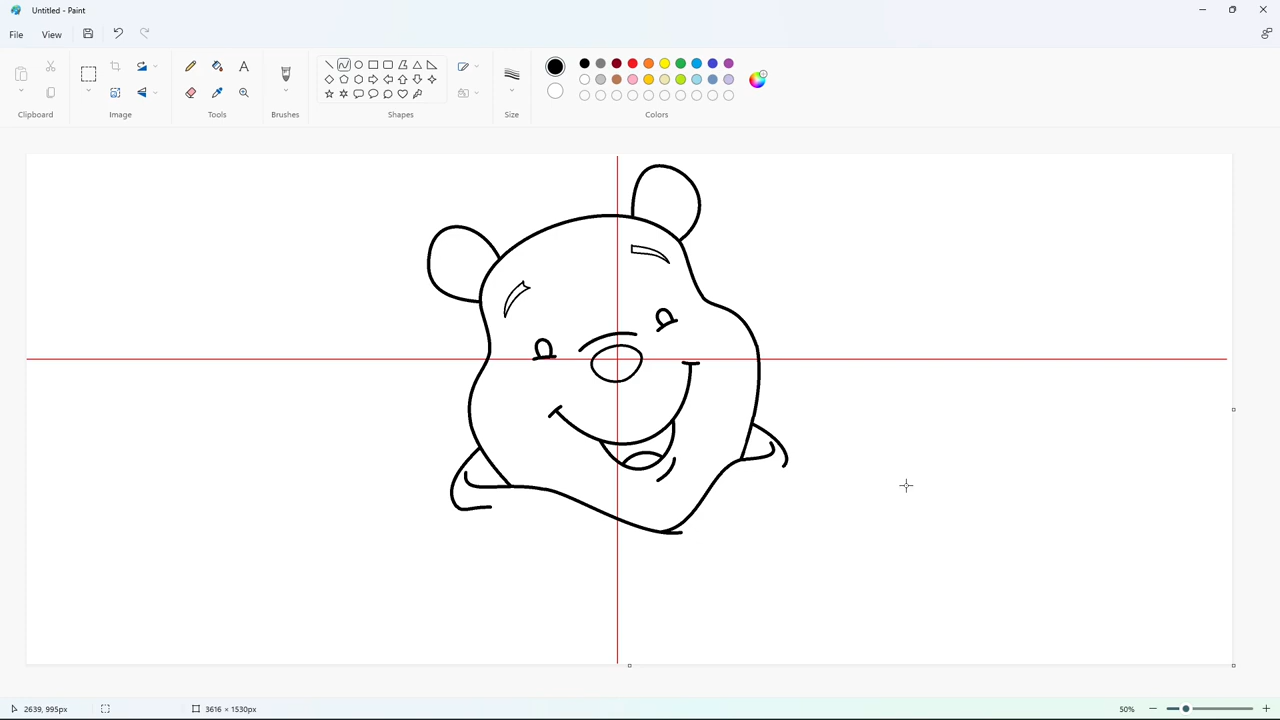 Untitled - Paint
File View
Clipboard Image Tools Brushes Shapes Size Colors
2639, 995px 3616 × 1530px 50%